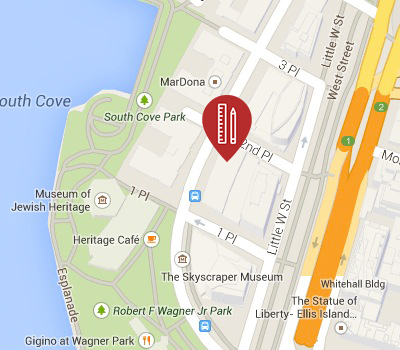 Little W St
West Street
3 Pl
MarDona
outh Cove
South Cove Park
2nd Pl
2
1
Mo
Museum of
Jewish Heritage
1 Pl
Little W St
Heritage Café
1 Pl
The Skyscraper Museum
Esplanade
Whitehall Bldg
The Statue of
Liberty- Ellis Island...
Robert F Wagner Jr Park
Gigino at Wagner Park